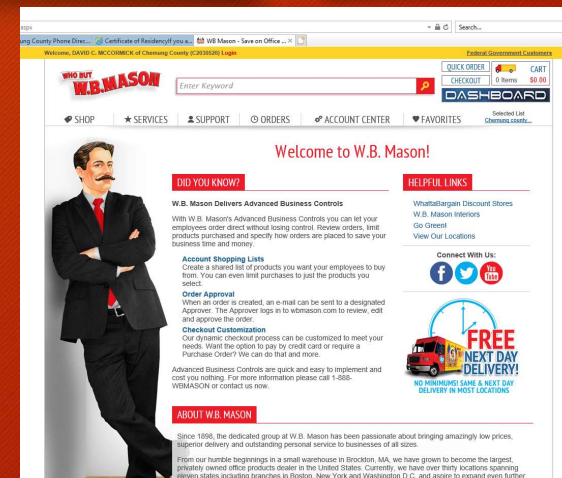 aspx
Search...
ung County Phone Direc...
Certificate of Residencyff you a...
WB Mason - Save on Office ...
Welcome, DAVID C. MCCORMICK of Chemung County (C2030526) Login
Federal Government Customers
WHO BUT
W.B. MASON
Enter Keyword
QUICK ORDER
CART
CHECKOUT
0 Items
$0.00
DASHBOARD
SHOP
SERVICES
SUPPORT
ORDERS
ACCOUNT CENTER
FAVORITES
Selected List
Chemung county...
Welcome to W.B. Mason!
DID YOU KNOW?
W.B. Mason Delivers Advanced Business Controls
With W.B. Mason's Advanced Business Controls you can let your
employees order direct without losing control. Review orders, limit
products purchased and specify how orders are placed to save your
business time and money.
Account Shopping Lists
Create a shared list of products you want your employees to buy
from. You can even limit purchases to just the products you
select.
Order Approval
When an order is created, an e-mail can be sent to a designated
Approver. The Approver logs in to wbmason.com to review, edit
and approve the order.
Checkout Customization
Our dynamic checkout process can be customized to meet your
needs. Want the option to pay by credit card or require a
Purchase Order? We can do that and more.
Advanced Business Controls are quick and easy to implement and
cost you nothing. For more information please call 1-888-
WBMASON or contact us now.
HELPFUL LINKS
WhattaBargain Discount Stores
W.B. Mason Interiors
Go Green!
View Our Locations
Connect With Us:
You
Tube
FREE
NEXT DAY
DELIVERY!
NO MINIMUMS! SAME & NEXT DAY
DELIVERY IN MOST LOCATIONS
ABOUT W.B. MASON
Since 1898, the dedicated group at W.B. Mason has been passionate about bringing amazingly low prices,
superior delivery and outstanding personal service to businesses of all sizes.
From our humble beginnings in a small warehouse in Brockton, MA, we have grown to become the largest,
privately owned office products dealer in the United States. Currently, we have over thirty locations spanning
eleven states including branches in Boston, New York and Washington D.C. and aspire to expand even further